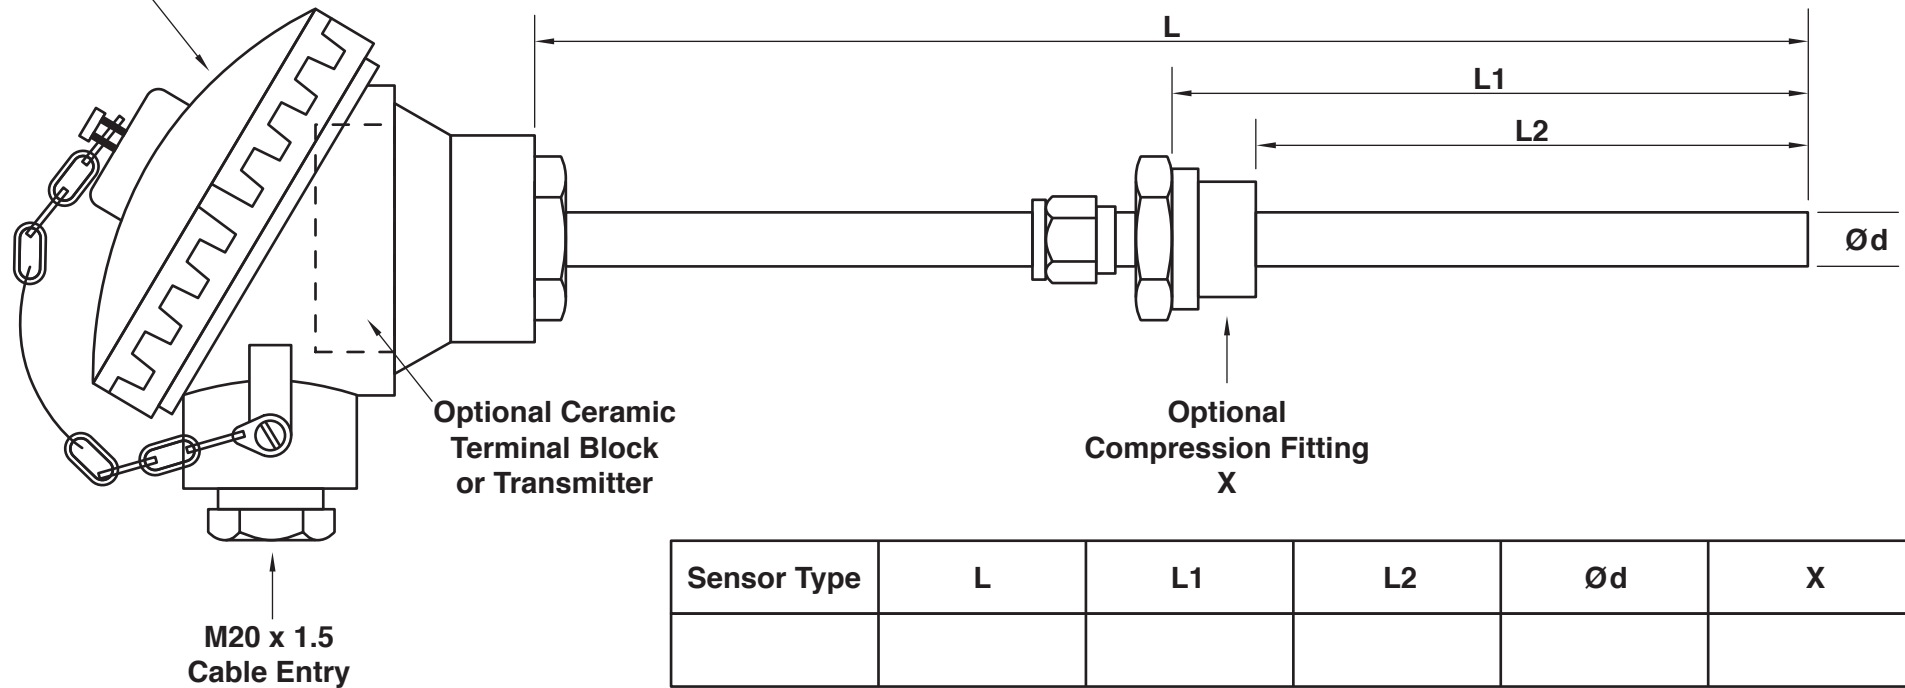 L
L1
L2
Ød
Optional Ceramic
Terminal Block
or Transmitter
Optional
Compression Fitting
X
M20 x 1.5
Cable Entry
Sensor Type L L1 L2 Ød X